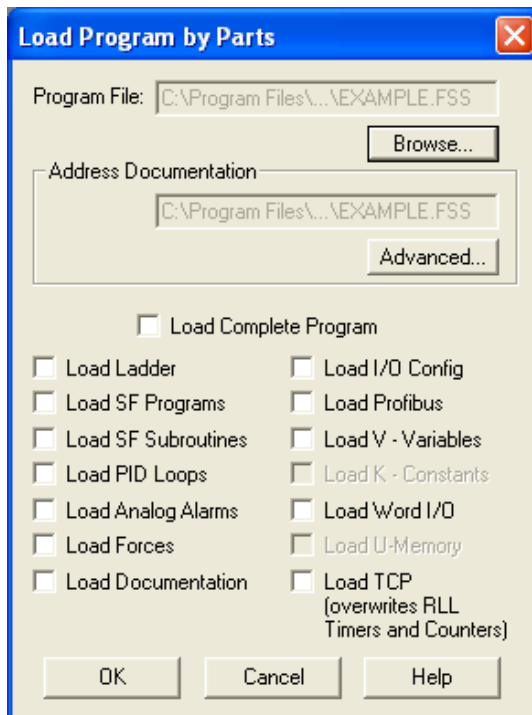 Load Program by Parts
Program File: C:\Program Files\...\EXAMPLE.FSS
Browse...
Address Documentation
C:\Program Files\...\EXAMPLE.FSS
Advanced...
Load Complete Program
Load Ladder
Load SF Programs
Load SF Subroutines
Load PID Loops
Load Analog Alarms
Load Forces
Load Documentation
Load I/O Config
Load Profibus
Load V - Variables
Load K - Constants
Load Word I/O
Load U-Memory
Load TCP
(overwrites RLL
Timers and Counters)
OK Cancel Help